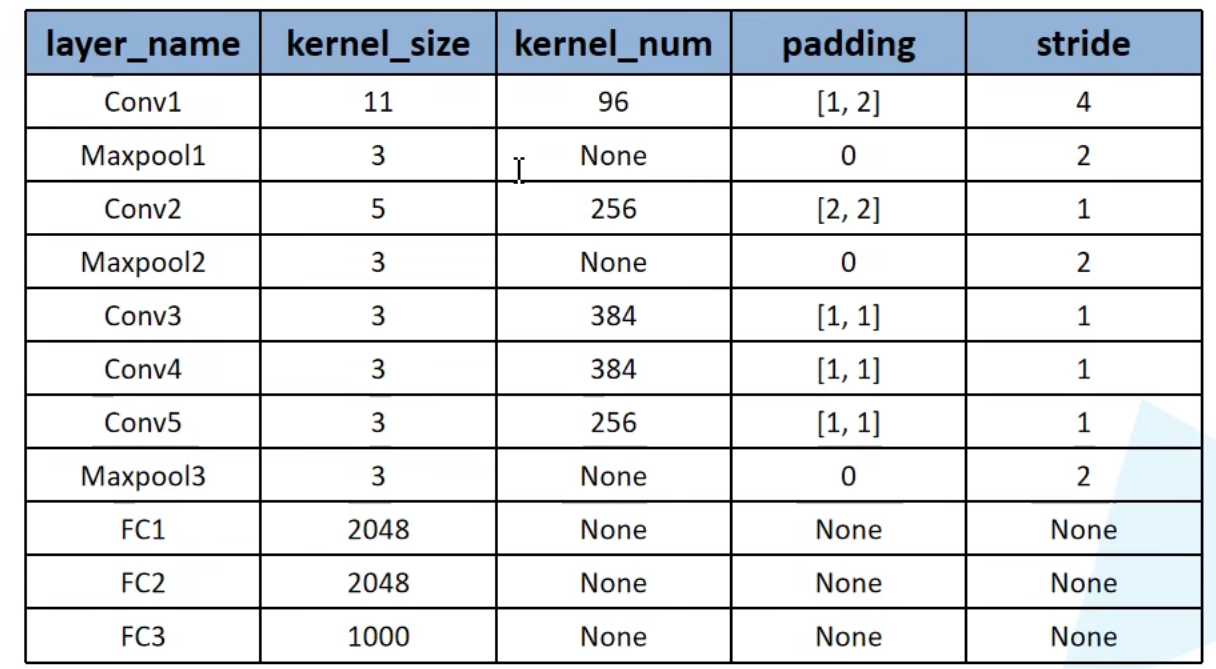 layer_name kernel_size kernel_num padding stride
Conv1 11 96 [1, 2] 4
Maxpool1 3 None 0 2
Conv2 5 256 [2, 2] 1
Maxpool2 3 None 0 2
Conv3 3 384 [1, 1] 1
Conv4 3 384 [1, 1] 1
Conv5 3 256 [1, 1] 1
Maxpool3 3 None 0 2
FC1 2048 None None None
FC2 2048 None None None
FC3 1000 None None None